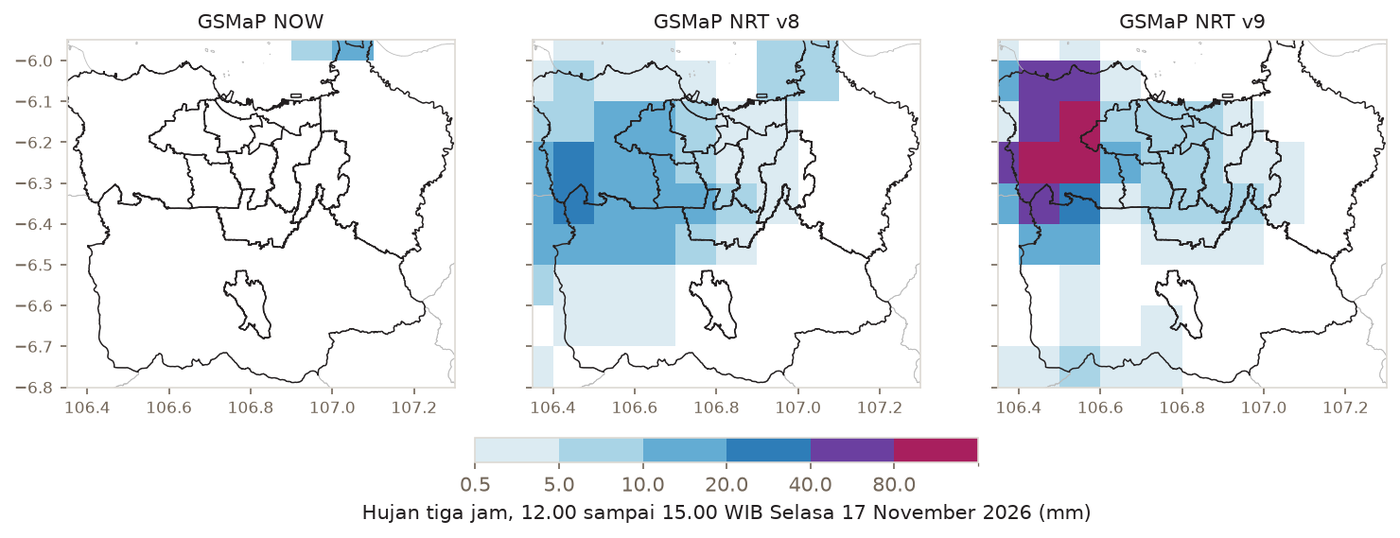 GSMaP NOW
GSMaP NRT v8
GSMaP NRT v9
−6.0
−6.1
−6.2
−6.3
−6.4
−6.5
−6.6
−6.7
−6.8
106.4 106.6 106.8 107.0 107.2
106.4 106.6 106.8 107.0 107.2
106.4 106.6 106.8 107.0 107.2
0.5 5.0 10.0 20.0 40.0 80.0
Hujan tiga jam, 12.00 sampai 15.00 WIB Selasa 17 November 2026 (mm)